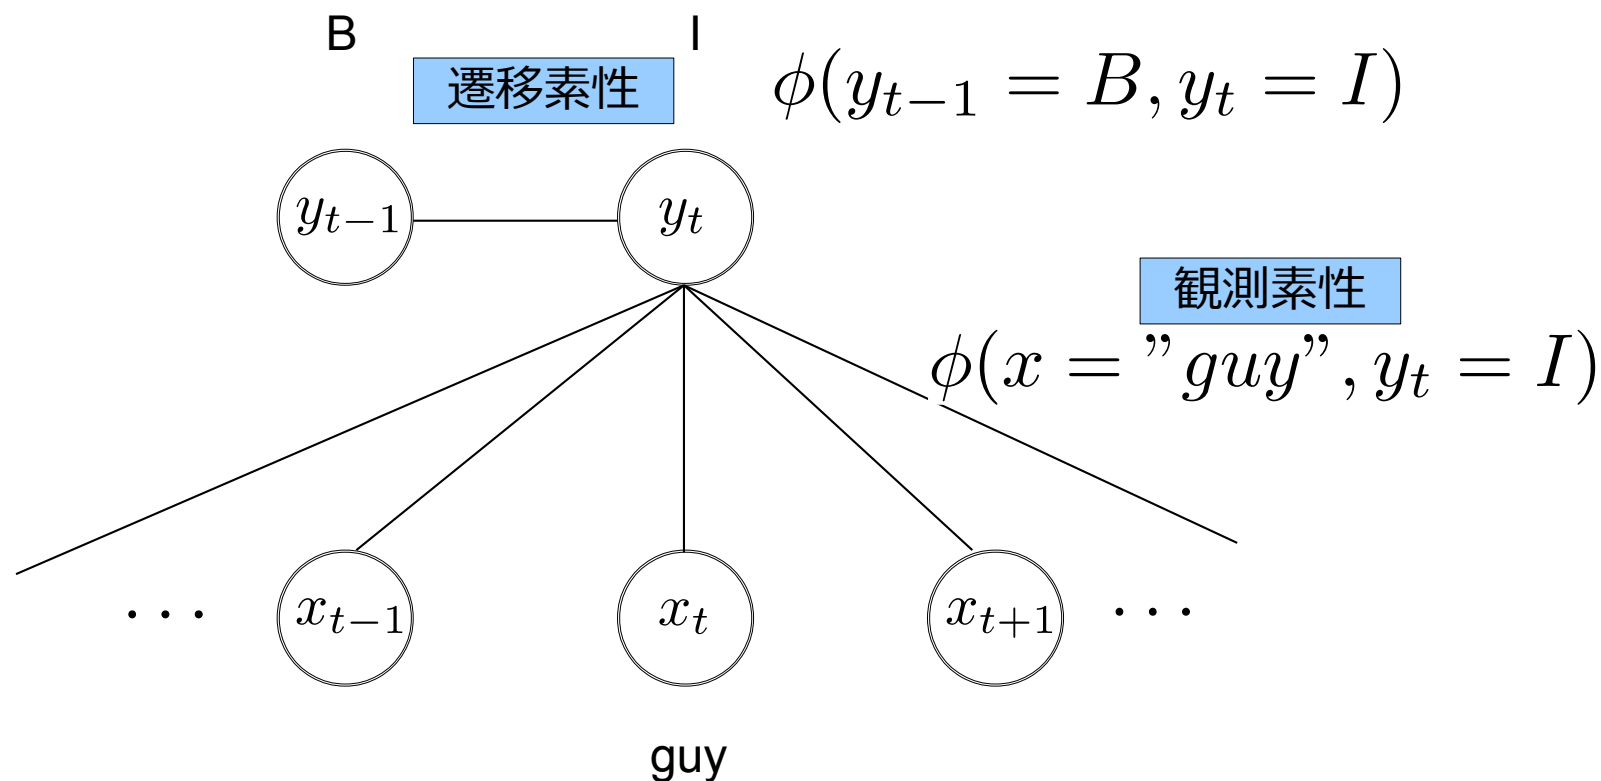 B I
遷移素性 ϕ(y_{t−1} = B, y_t = I)
y_{t−1} y_t
観測素性
ϕ(x = ”guy”, y_t = I)
··· x_{t−1} x_t x_{t+1} ···
guy